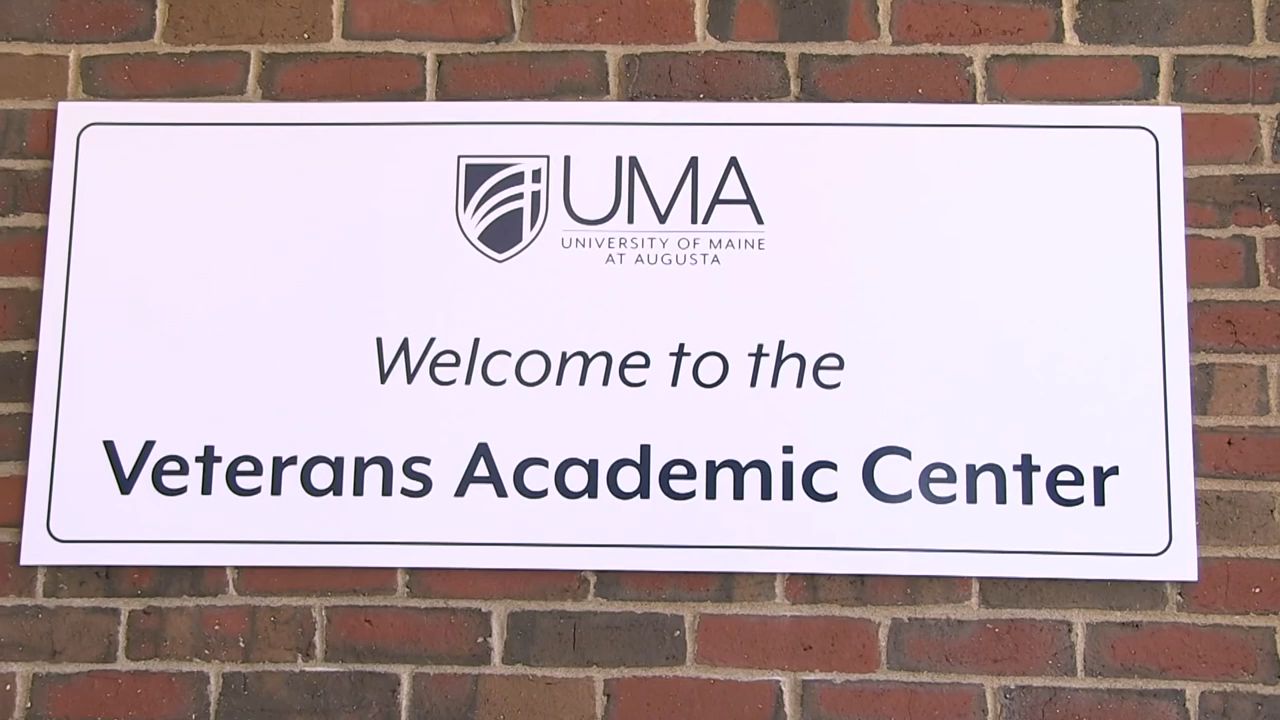 UMA
UNIVERSITY OF MAINE
AT AUGUSTA
Welcome to the
Veterans Academic Center